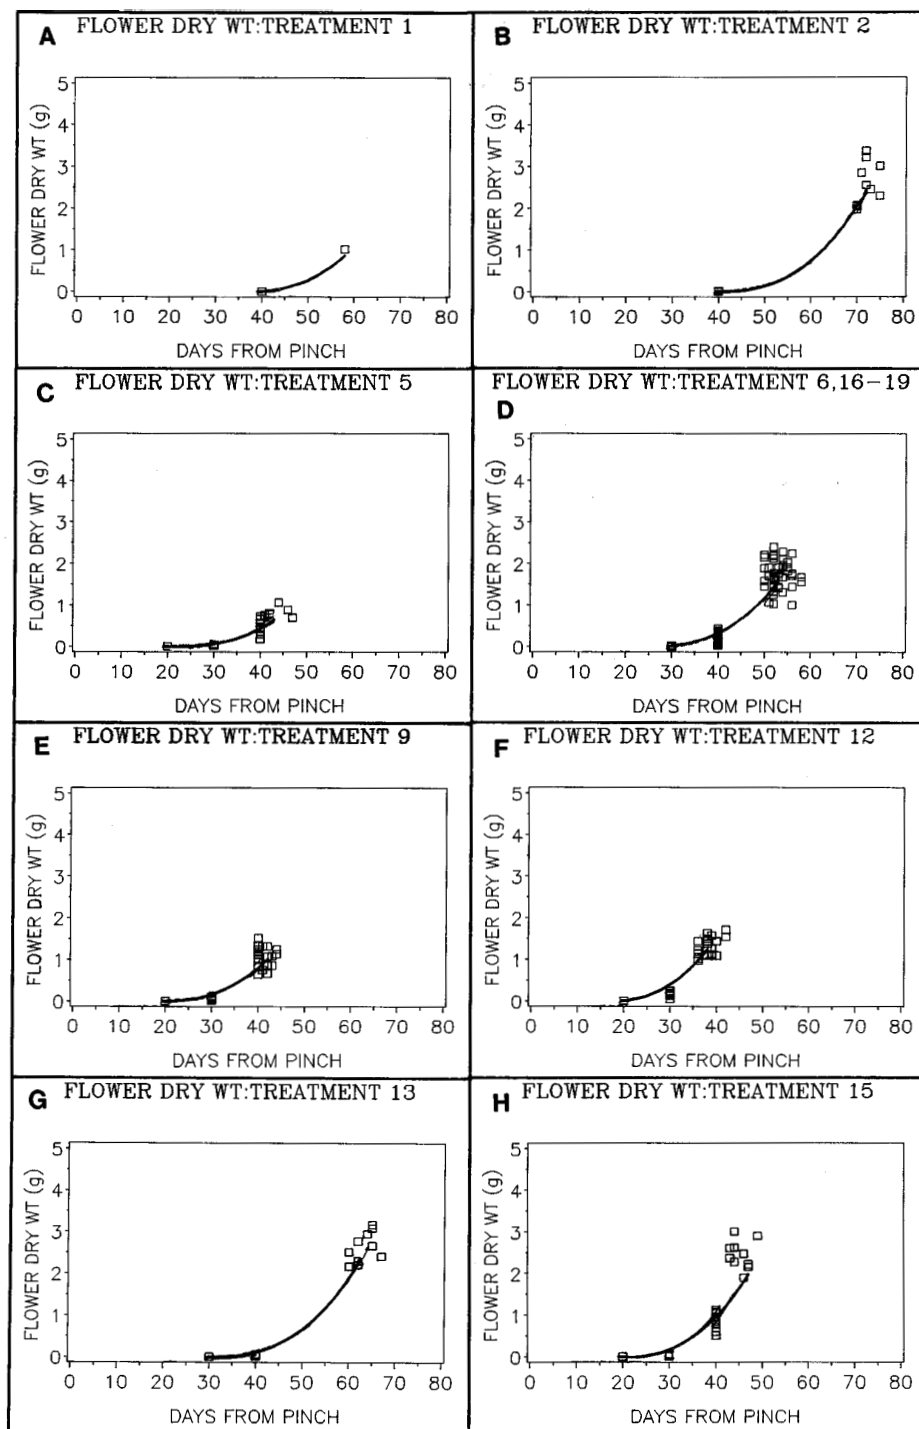 A FLOWER DRY WT:TREATMENT 1
FLOWER DRY WT (g)
5
4
3
2
1
0
0 10 20 30 40 50 60 70 80
DAYS FROM PINCH
B FLOWER DRY WT:TREATMENT 2
FLOWER DRY WT (g)
5
4
3
2
1
0
0 10 20 30 40 50 60 70 80
DAYS FROM PINCH
C FLOWER DRY WT:TREATMENT 5
FLOWER DRY WT (g)
5
4
3
2
1
0
0 10 20 30 40 50 60 70 80
DAYS FROM PINCH
FLOWER DRY WT:TREATMENT 6,16-19
D
FLOWER DRY WT (g)
5
4
3
2
1
0
0 10 20 30 40 50 60 70 80
DAYS FROM PINCH
E FLOWER DRY WT:TREATMENT 9
FLOWER DRY WT (g)
5
4
3
2
1
0
0 10 20 30 40 50 60 70 80
DAYS FROM PINCH
F FLOWER DRY WT:TREATMENT 12
FLOWER DRY WT (g)
5
4
3
2
1
0
0 10 20 30 40 50 60 70 80
DAYS FROM PINCH
G FLOWER DRY WT:TREATMENT 13
FLOWER DRY WT (g)
5
4
3
2
1
0
0 10 20 30 40 50 60 70 80
DAYS FROM PINCH
H FLOWER DRY WT:TREATMENT 15
FLOWER DRY WT (g)
5
4
3
2
1
0
0 10 20 30 40 50 60 70 80
DAYS FROM PINCH